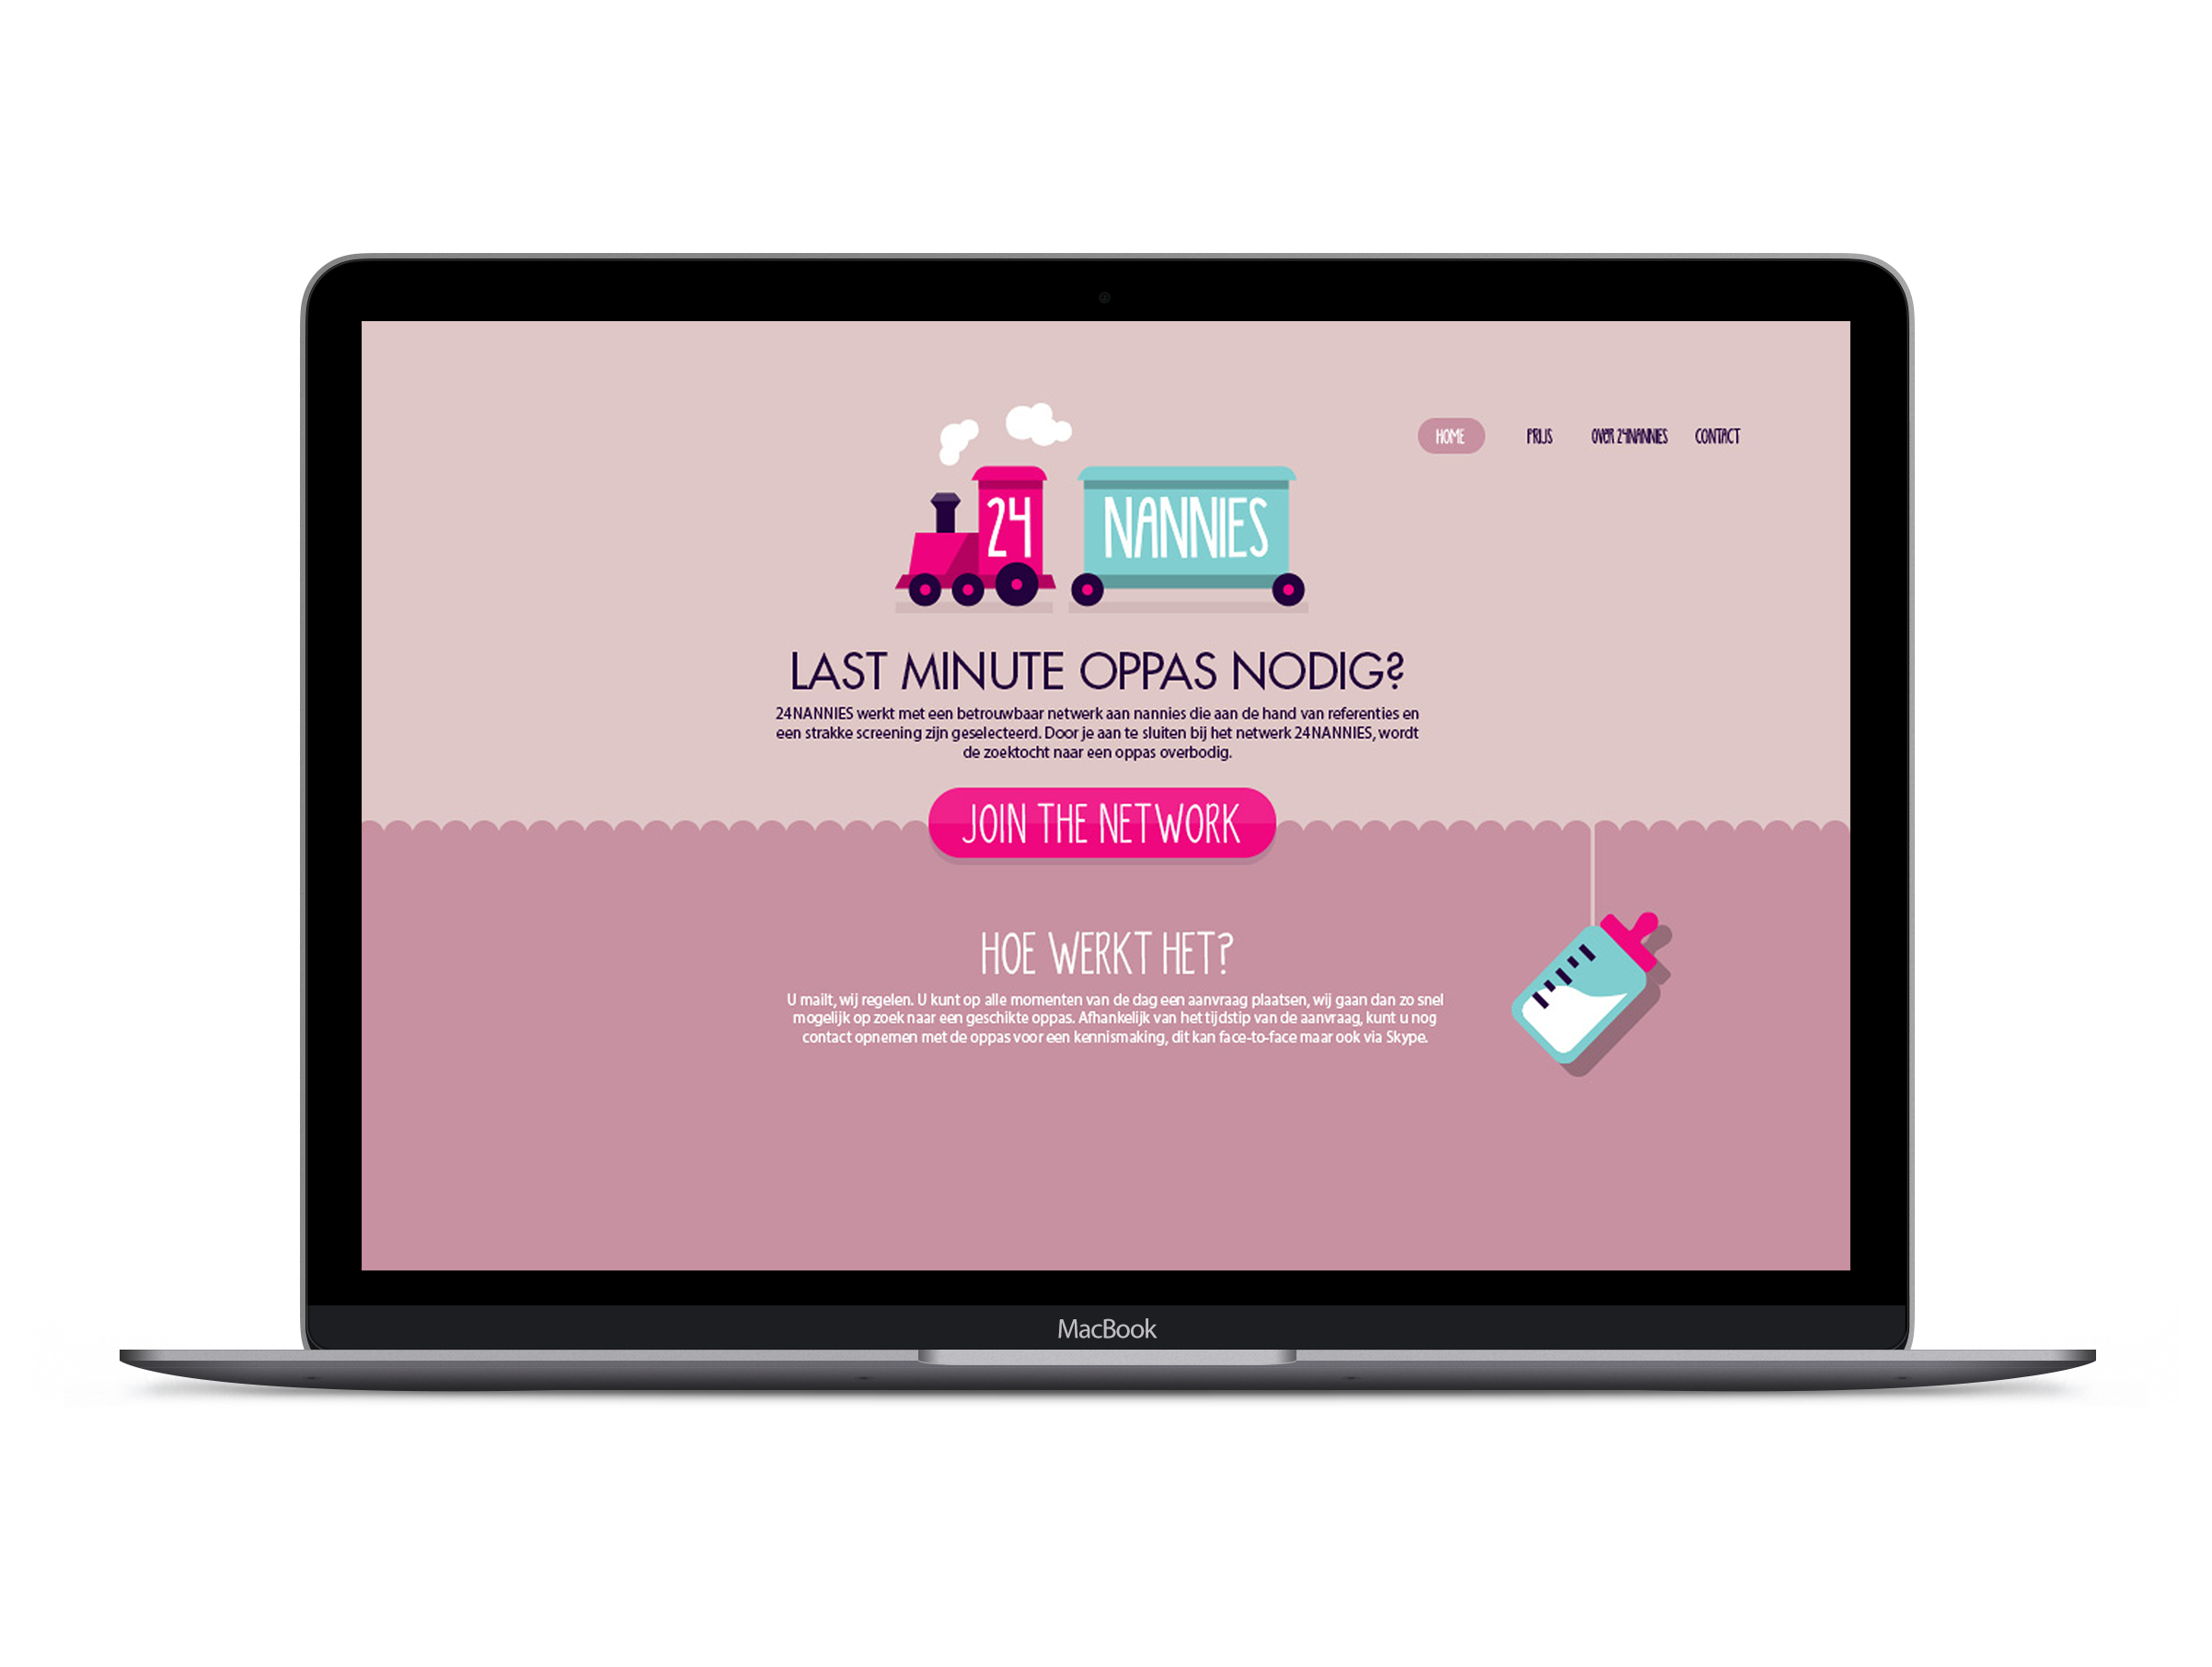 HOME PRIJS OVER 24NANNIES CONTACT
24 NANNIES
LAST MINUTE OPPAS NODIG?
24NANNIES werkt met een betrouwbaar netwerk aan nannies die aan de hand van referenties en
een strakke screening zijn geselecteerd. Door je aan te sluiten bij het netwerk 24NANNIES, wordt
de zoektocht naar een oppas overbodig.
JOIN THE NETWORK
HOE WERKT HET?
U mailt, wij regelen. U kunt op alle momenten van de dag een aanvraag plaatsen, wij gaan dan zo snel
mogelijk op zoek naar een geschikte oppas. Afhankelijk van het tijdstip van de aanvraag, kunt u nog
contact opnemen met de oppas voor een kennismaking, dit kan face-to-face maar ook via Skype.
MacBook